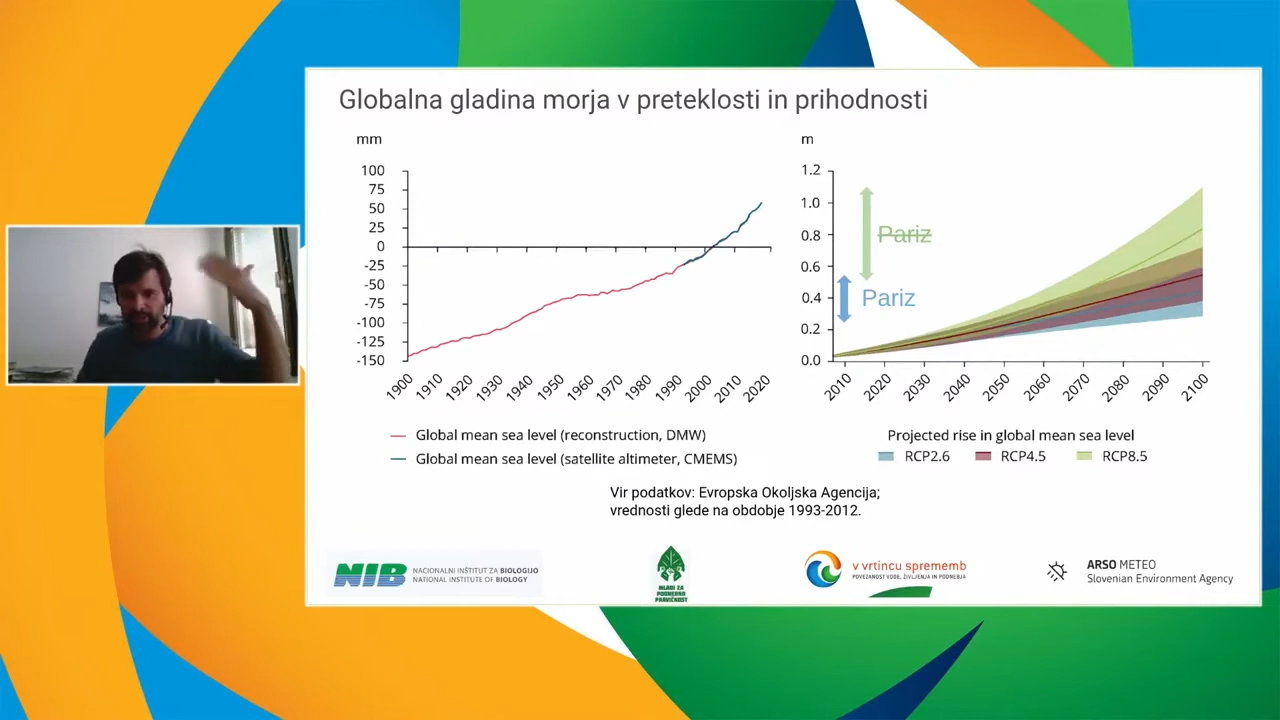 Globalna gladina morja v preteklosti in prihodnosti
mm
100
75
50
25
0
-25
-50
-75
-100
-125
-150
1900 1910 1920 1930 1940 1950 1960 1970 1980 1990 2000 2010 2020
Global mean sea level (reconstruction, DMW)
Global mean sea level (satellite altimeter, CMEMS)
m
1.2
1.0
0.8
0.6
0.4
0.2
0.0
Pariz
Pariz
2010 2020 2030 2040 2050 2060 2070 2080 2090 2100
Projected rise in global mean sea level
RCP2.6 RCP4.5 RCP8.5
Vir podatkov: Evropska Okoljska Agencija;
vrednosti glede na obdobje 1993-2012.
NIB
NACIONALNI INŠTITUT ZA BIOLOGIJO
NATIONAL INSTITUTE OF BIOLOGY
MLADI ZA
PODNEBNO
PRAVIČNOST
v vrtincu sprememb
POVEZANOST VODE, ŽIVLJENJA IN PODNEBJA
ARSO METEO
Slovenian Environment Agency